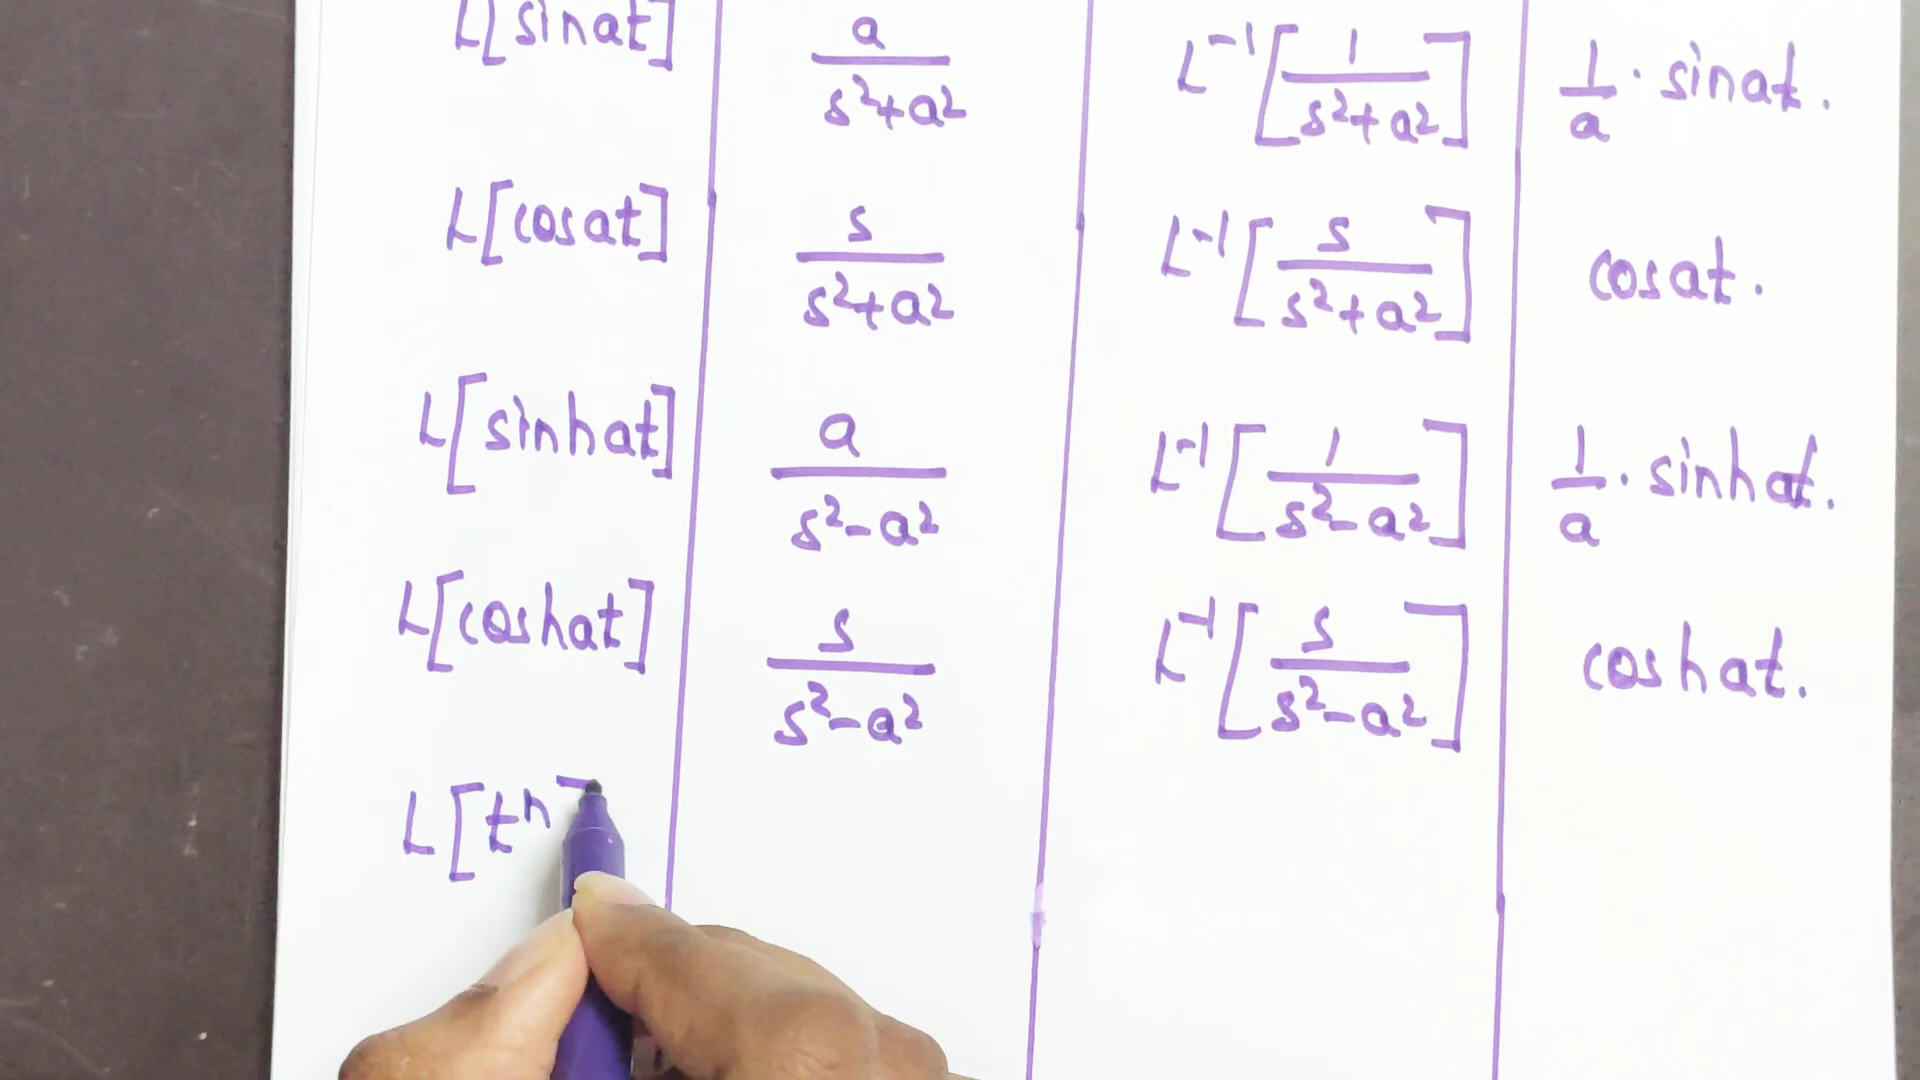 L[sinat] a/(s²+a²) L⁻¹[1/(s²+a²)] 1/a · sinat.
L[cosat] s/(s²+a²) L⁻¹[s/(s²+a²)] cosat.
L[sinhat] a/(s²-a²) L⁻¹[1/(s²-a²)] 1/a · sinhat.
L[coshat] s/(s²-a²) L⁻¹[s/(s²-a²)] coshat.
L[tⁿ